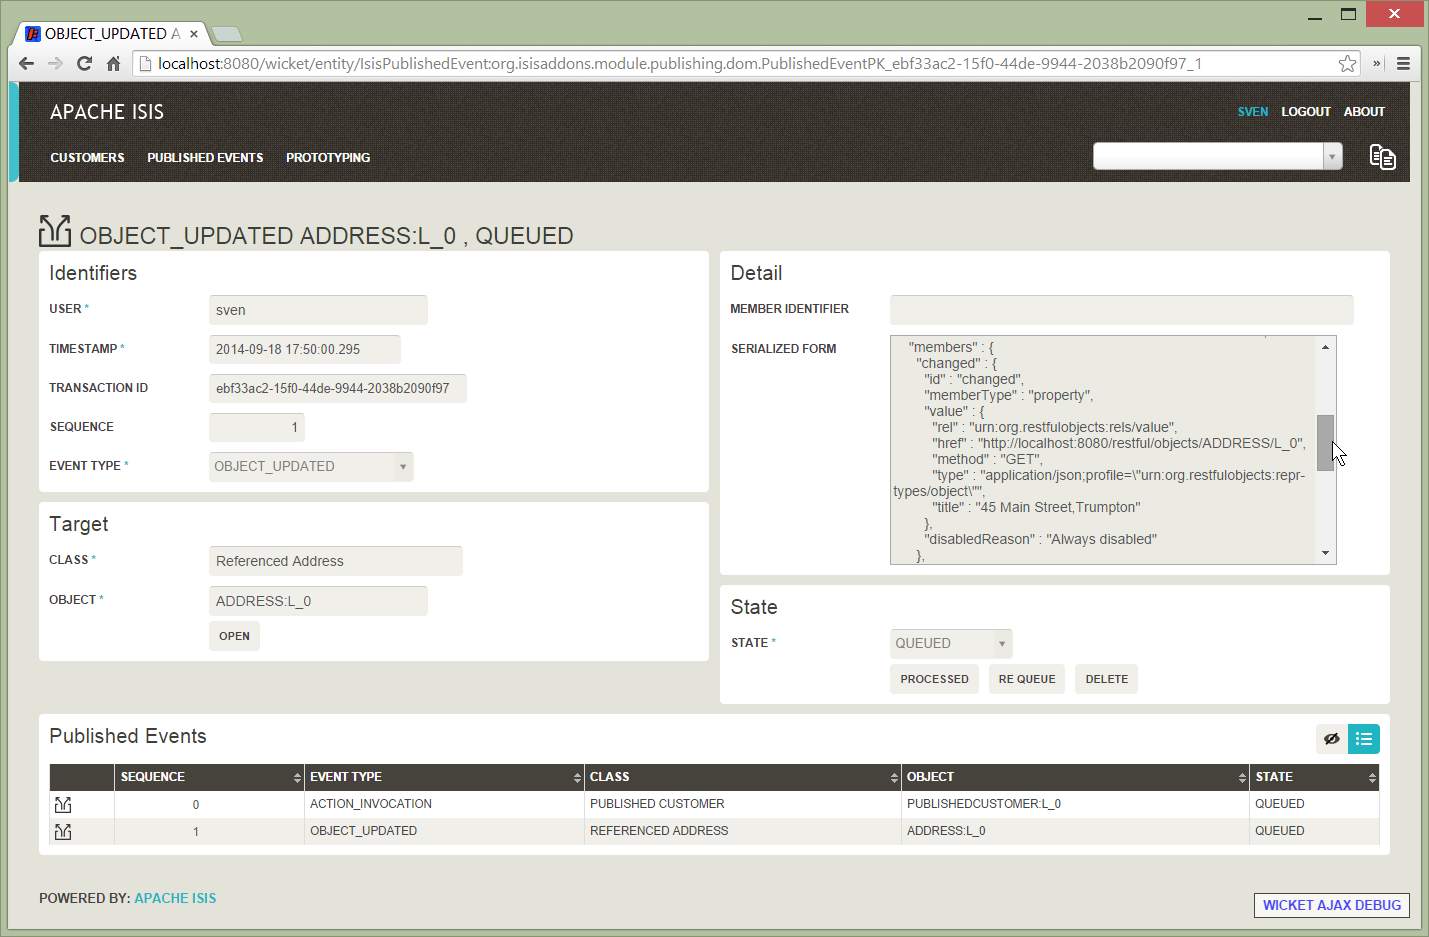 OBJECT_UPDATED A
localhost:8080/wicket/entity/IsisPublishedEvent:org.isisaddons.module.publishing.dom.PublishedEventPK_ebf33ac2-15f0-44de-9944-2038b2090f97_1
APACHE ISIS
SVEN LOGOUT ABOUT
CUSTOMERS PUBLISHED EVENTS PROTOTYPING
OBJECT_UPDATED ADDRESS:L_0 , QUEUED
Identifiers
USER *
sven
TIMESTAMP *
2014-09-18 17:50:00.295
TRANSACTION ID
ebf33ac2-15f0-44de-9944-2038b2090f97
SEQUENCE
1
EVENT TYPE *
OBJECT_UPDATED
Target
CLASS *
Referenced Address
OBJECT *
ADDRESS:L_0
OPEN
Detail
MEMBER IDENTIFIER
SERIALIZED FORM
"members" : {
"changed" : {
"id" : "changed",
"memberType" : "property",
"value" : {
"rel" : "urn:org.restfulobjects:rels/value",
"href" : "http://localhost:8080/restful/objects/ADDRESS/L_0",
"method" : "GET",
"type" : "application/json;profile=\"urn:org.restfulobjects:repr-
types/object\"",
"title" : "45 Main Street,Trumpton"
},
"disabledReason" : "Always disabled"
},
State
STATE *
QUEUED
PROCESSED RE QUEUE DELETE
Published Events
SEQUENCE EVENT TYPE CLASS OBJECT STATE
0 ACTION_INVOCATION PUBLISHED CUSTOMER PUBLISHEDCUSTOMER:L_0 QUEUED
1 OBJECT_UPDATED REFERENCED ADDRESS ADDRESS:L_0 QUEUED
POWERED BY: APACHE ISIS
WICKET AJAX DEBUG